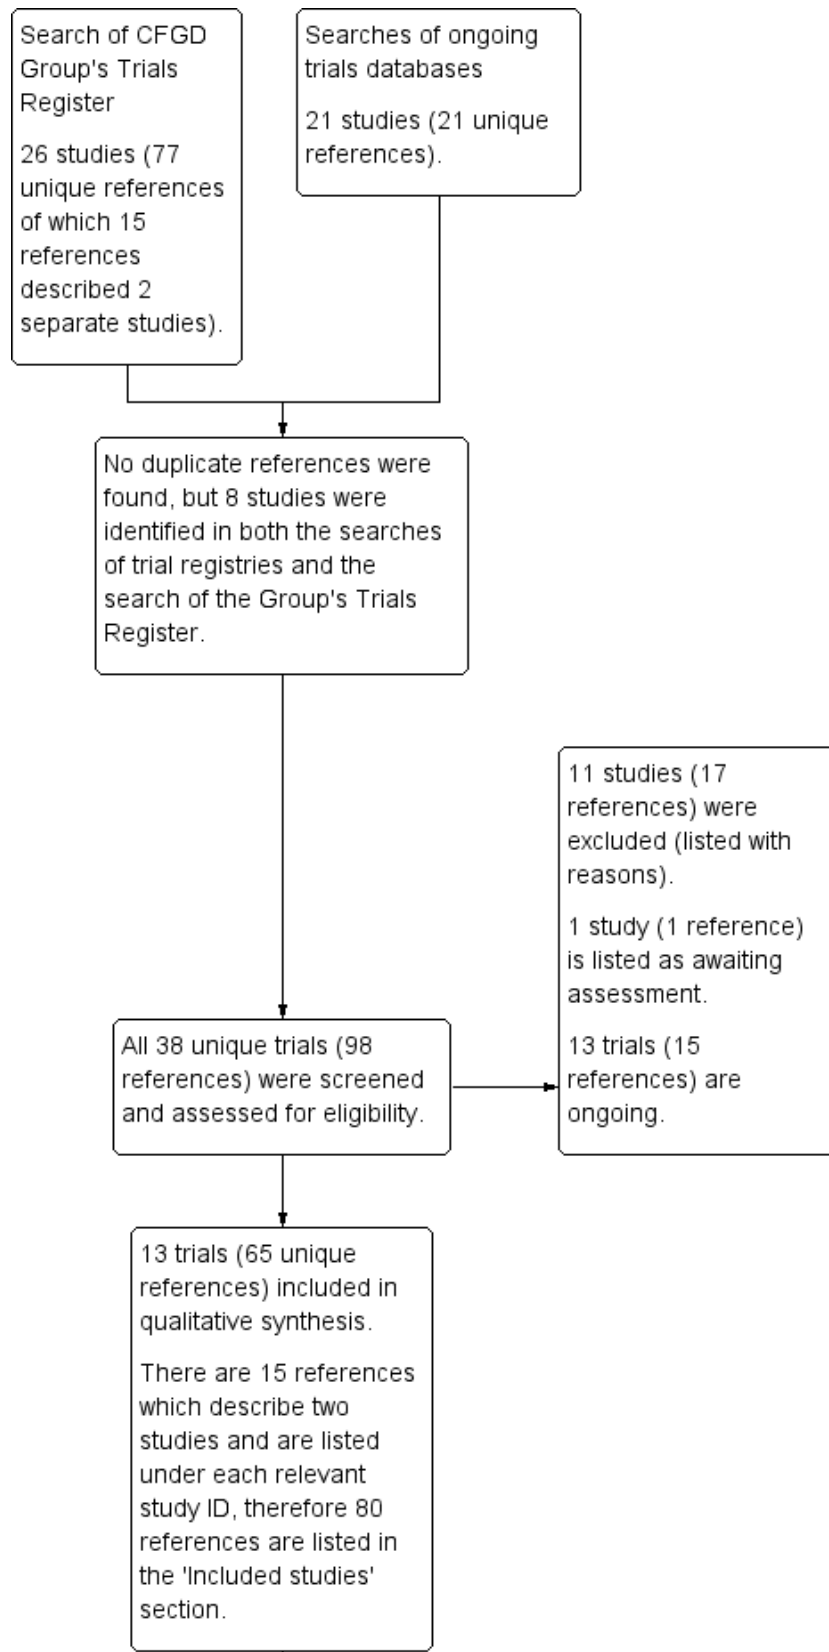 Search of CFGD
Group's Trials
Register
26 studies (77
unique references
of which 15
references
described 2
separate studies).
Searches of ongoing
trials databases
21 studies (21 unique
references).
No duplicate references were
found, but 8 studies were
identified in both the searches
of trial registries and the
search of the Group's Trials
Register.
11 studies (17
references) were
excluded (listed with
reasons).
1 study (1 reference)
is listed as awaiting
assessment.
13 trials (15
references) are
ongoing.
All 38 unique trials (98
references) were screened
and assessed for eligibility.
13 trials (65 unique
references) included in
qualitative synthesis.
There are 15 references
which describe two
studies and are listed
under each relevant
study ID, therefore 80
references are listed in
the 'Included studies'
section.